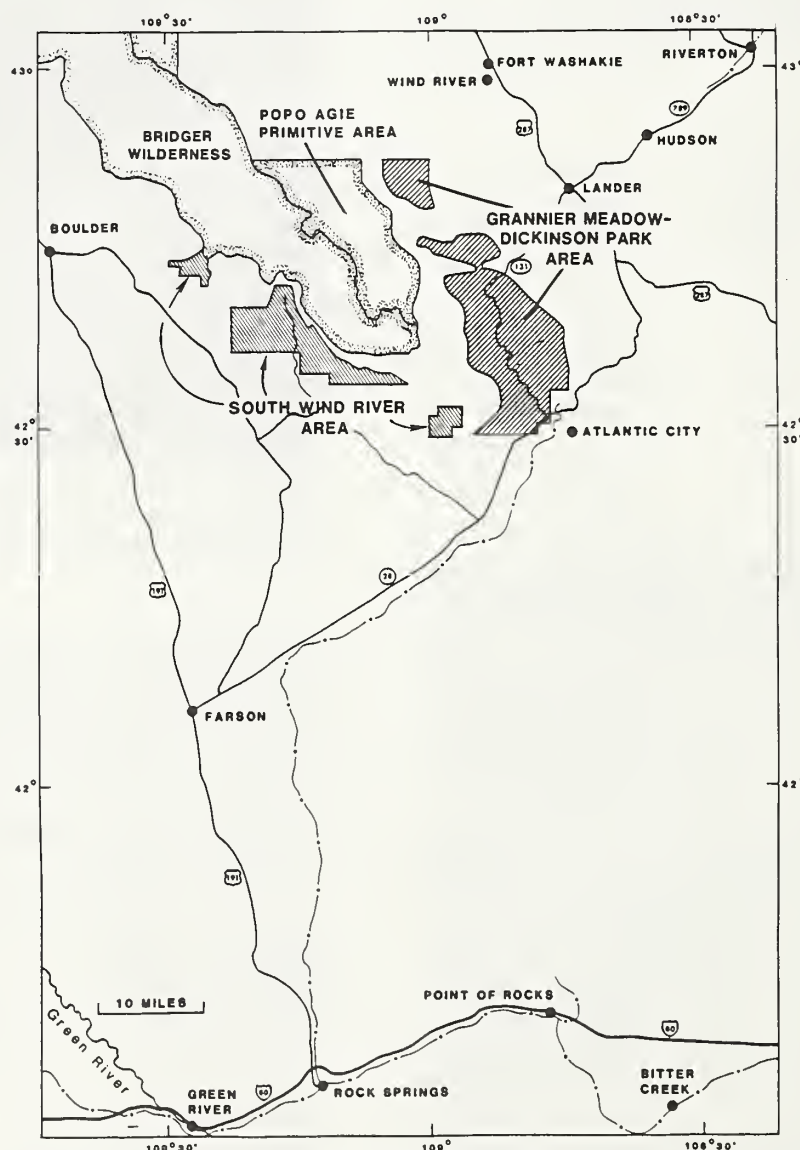 109° 30'
109°
108° 30'
RIVERTON
FORT WASHAKIE
43°
43°
WIND RIVER
789
POPO AGIE
PRIMITIVE AREA
287
BRIDGER
WILDERNESS
HUDSON
LANDER
GRANNIER MEADOW-
DICKINSON PARK
AREA
BOULDER
131
287
SOUTH WIND RIVER
AREA
42°
30'
42°
30'
ATLANTIC CITY
28
191
FARSON
42°
42°
191
10 MILES
Green River
POINT OF ROCKS
80
BITTER
CREEK
GREEN
RIVER
80
ROCK SPRINGS
109° 30'
109°
108° 30'